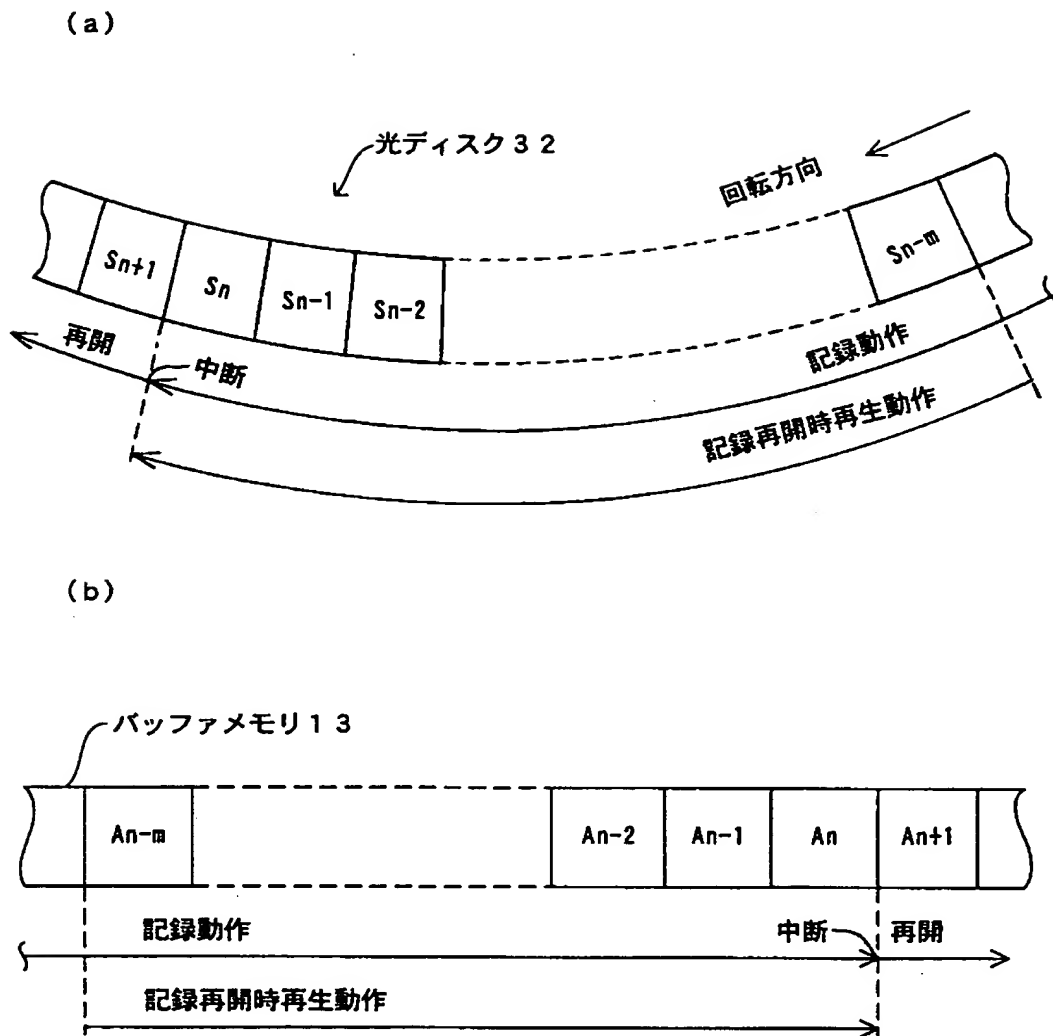 (a)
光ディスク32
回転方向
Sn+1
Sn
Sn-1
Sn-2
Sn-m
再開
中断
記録動作
記録再開時再生動作
(b)
バッファメモリ13
An-m
An-2
An-1
An
An+1
記録動作
中断
再開
記録再開時再生動作